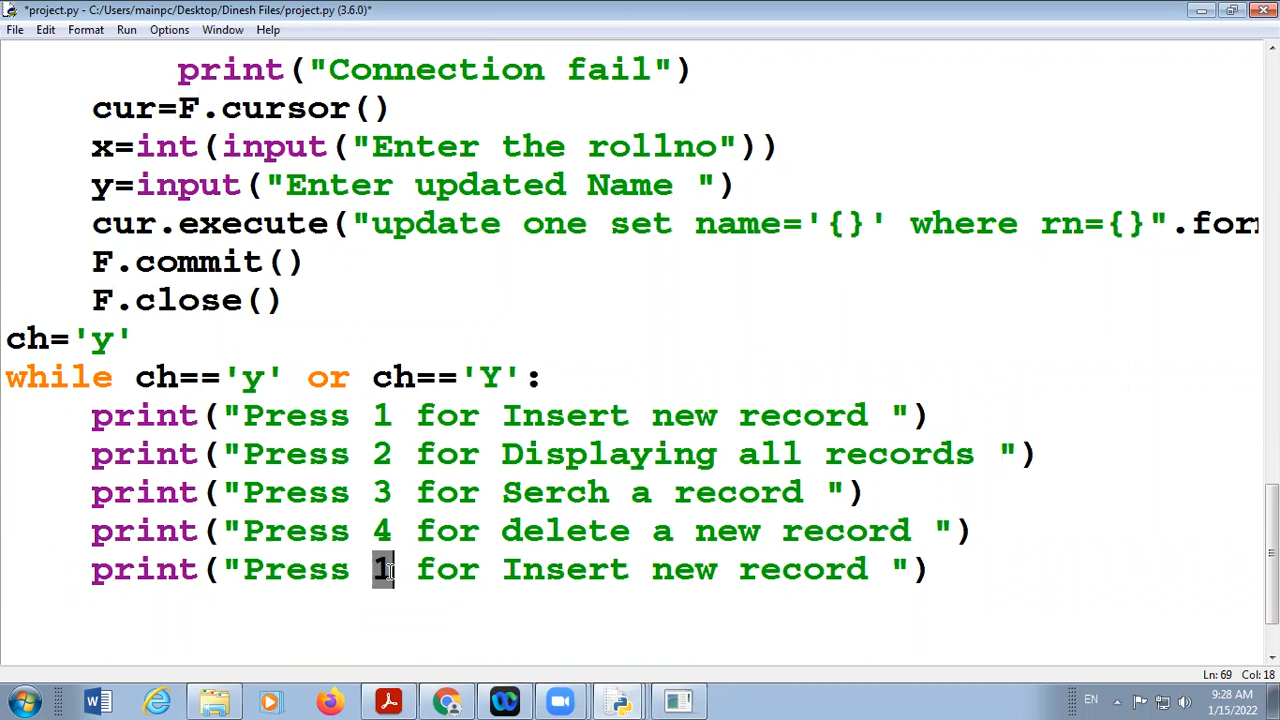 *project.py - C:/Users/mainpc/Desktop/Dinesh Files/project.py (3.6.0)*
File Edit Format Run Options Window Help
print("Connection fail")
cur=F.cursor()
x=int(input("Enter the rollno"))
y=input("Enter updated Name ")
cur.execute("update one set name='{}' where rn={}".for
F.commit()
F.close()
ch='y'
while ch=='y' or ch=='Y':
print("Press 1 for Insert new record ")
print("Press 2 for Displaying all records ")
print("Press 3 for Serch a record ")
print("Press 4 for delete a new record ")
print("Press 1 for Insert new record ")
Ln: 69 Col: 18
EN
9:28 AM
1/15/2022